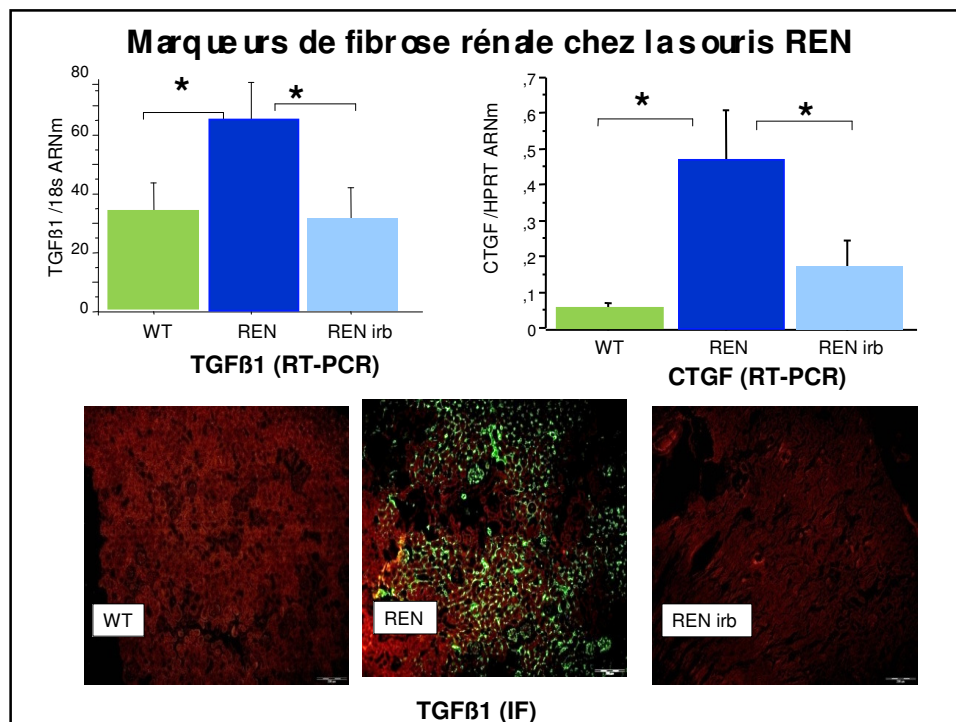 Marqueurs de fibrose rénale chez la souris REN
TGFß1 /18s ARNm
80
60
40
20
0
*
*
WT
REN
REN irb
TGFß1 (RT-PCR)
CTGF /HPRT ARNm
,7
,6
,5
,4
,3
,2
,1
0
*
*
WT
REN
REN irb
CTGF (RT-PCR)
WT
REN
REN irb
TGFß1 (IF)